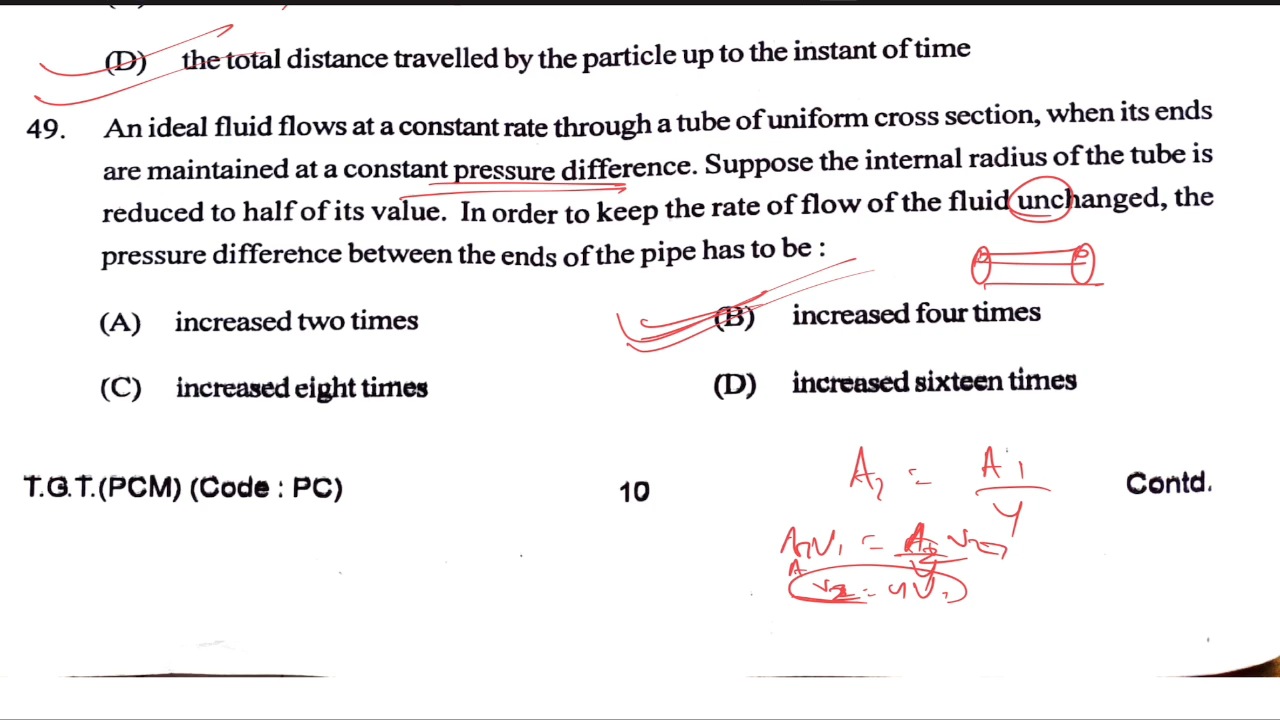 (D) the total distance travelled by the particle up to the instant of time
49. An ideal fluid flows at a constant rate through a tube of uniform cross section, when its ends
are maintained at a constant pressure difference. Suppose the internal radius of the tube is
reduced to half of its value. In order to keep the rate of flow of the fluid unchanged, the
pressure difference between the ends of the pipe has to be :
(A) increased two times (B) increased four times
(C) increased eight times (D) increased sixteen times
A₂ = A₁/4
T.G.T.(PCM) (Code : PC) 10 Contd.